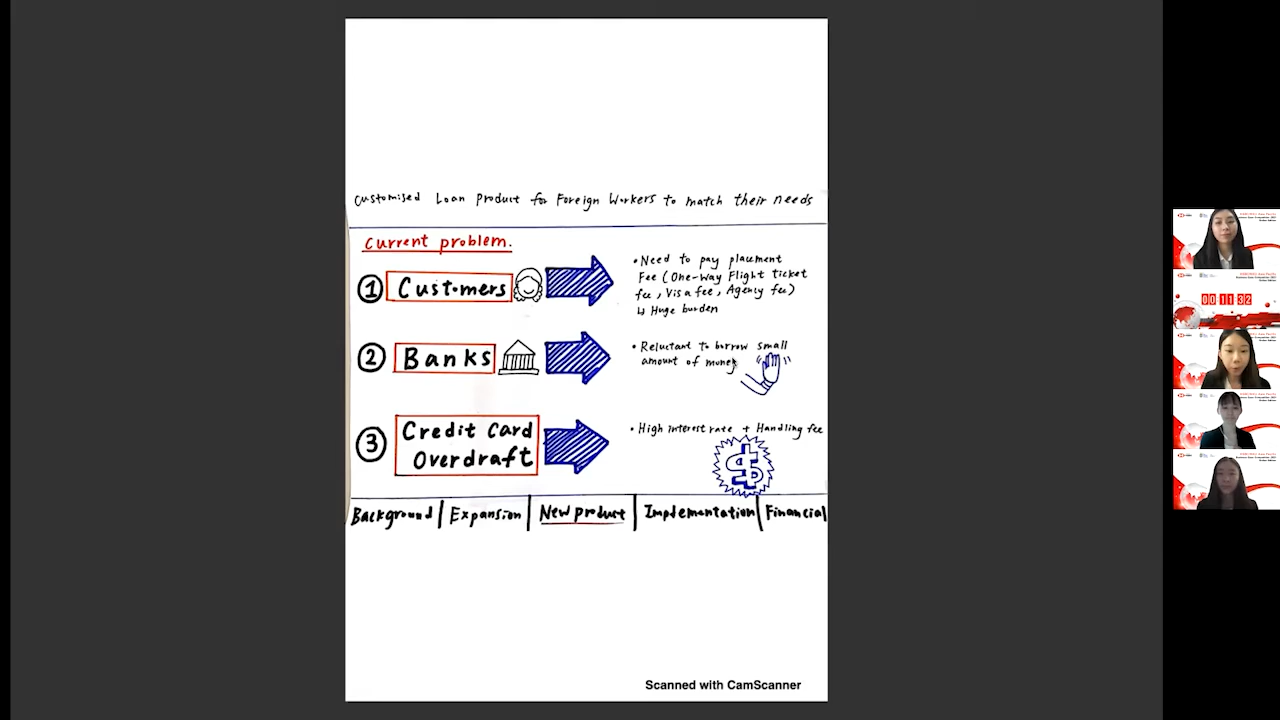 Customised Loan Product for Foreign Workers to match their needs
Current problem.
1 Customers
• Need to pay placement
Fee (One-Way Flight ticket
fee, Visa fee, Agency fee)
↳ Huge burden
2 Banks
• Reluctant to borrow small
amount of money
3 Credit Card
Overdraft
• High interest rate + Handling fee
$
Background | Expansion | New product | Implementation | Financial
Scanned with CamScanner
00 11 32